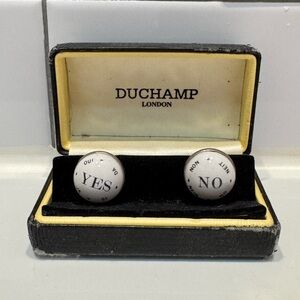 DUCHAMP
LONDON
OUI
YES
NON
NO